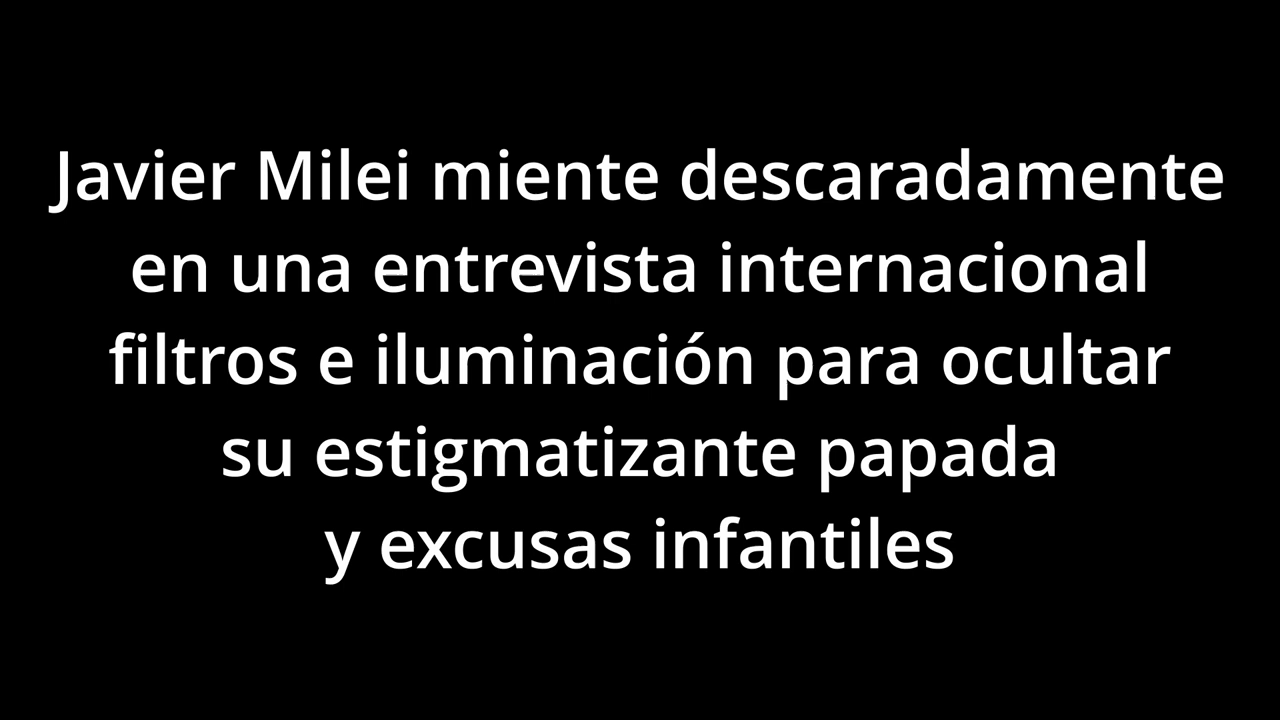 Javier Milei miente descaradamente
en una entrevista internacional
filtros e iluminación para ocultar
su estigmatizante papada
y excusas infantiles